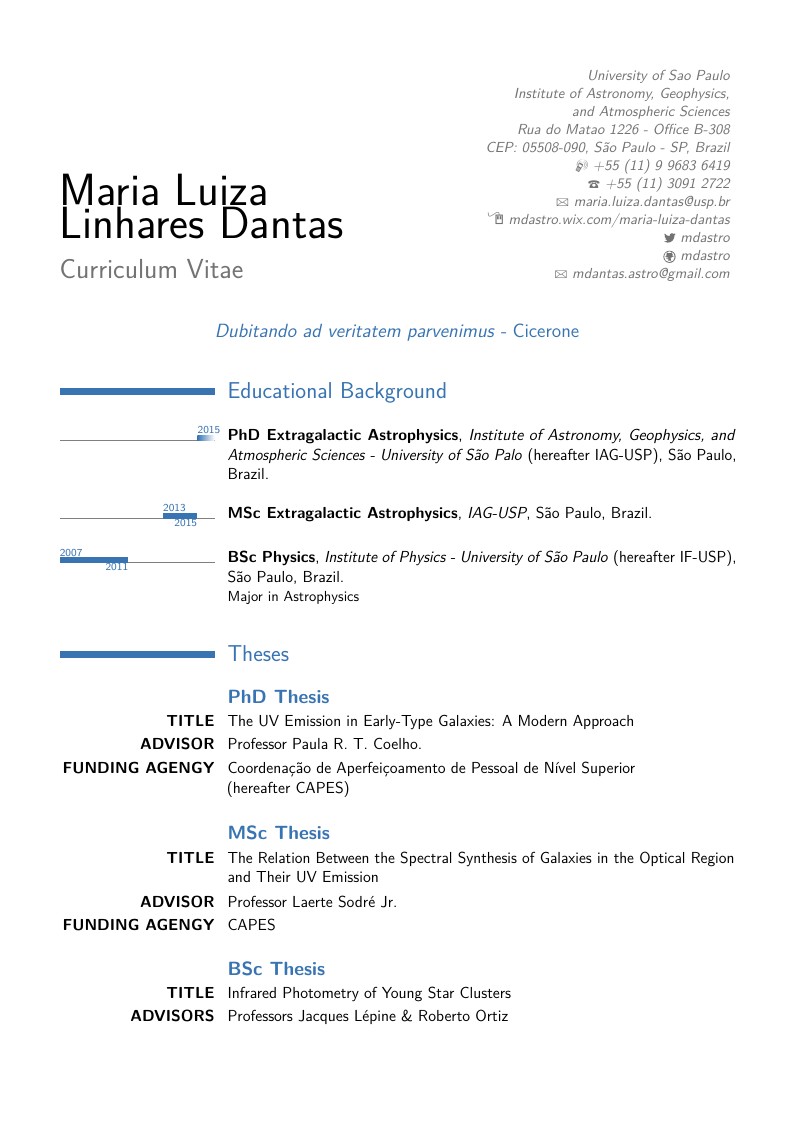 University of Sao Paulo
Institute of Astronomy, Geophysics,
and Atmospheric Sciences
Rua do Matao 1226 - Office B-308
CEP: 05508-090, São Paulo - SP, Brazil
+55 (11) 9 9683 6419
+55 (11) 3091 2722
maria.luiza.dantas@usp.br
mdastro.wix.com/maria-luiza-dantas
mdastro
mdastro
mdantas.astro@gmail.com
Maria Luiza
Linhares Dantas
Curriculum Vitae
Dubitando ad veritatem parvenimus - Cicerone
Educational Background
2015
PhD Extragalactic Astrophysics, Institute of Astronomy, Geophysics, and
Atmospheric Sciences - University of São Palo (hereafter IAG-USP), São Paulo,
Brazil.
2013
2015
MSc Extragalactic Astrophysics, IAG-USP, São Paulo, Brazil.
2007
2011
BSc Physics, Institute of Physics - University of São Paulo (hereafter IF-USP),
São Paulo, Brazil.
Major in Astrophysics
Theses
PhD Thesis
TITLE The UV Emission in Early-Type Galaxies: A Modern Approach
ADVISOR Professor Paula R. T. Coelho.
FUNDING AGENGY Coordenação de Aperfeiçoamento de Pessoal de Nível Superior
(hereafter CAPES)
MSc Thesis
TITLE The Relation Between the Spectral Synthesis of Galaxies in the Optical Region
and Their UV Emission
ADVISOR Professor Laerte Sodré Jr.
FUNDING AGENGY CAPES
BSc Thesis
TITLE Infrared Photometry of Young Star Clusters
ADVISORS Professors Jacques Lépine & Roberto Ortiz